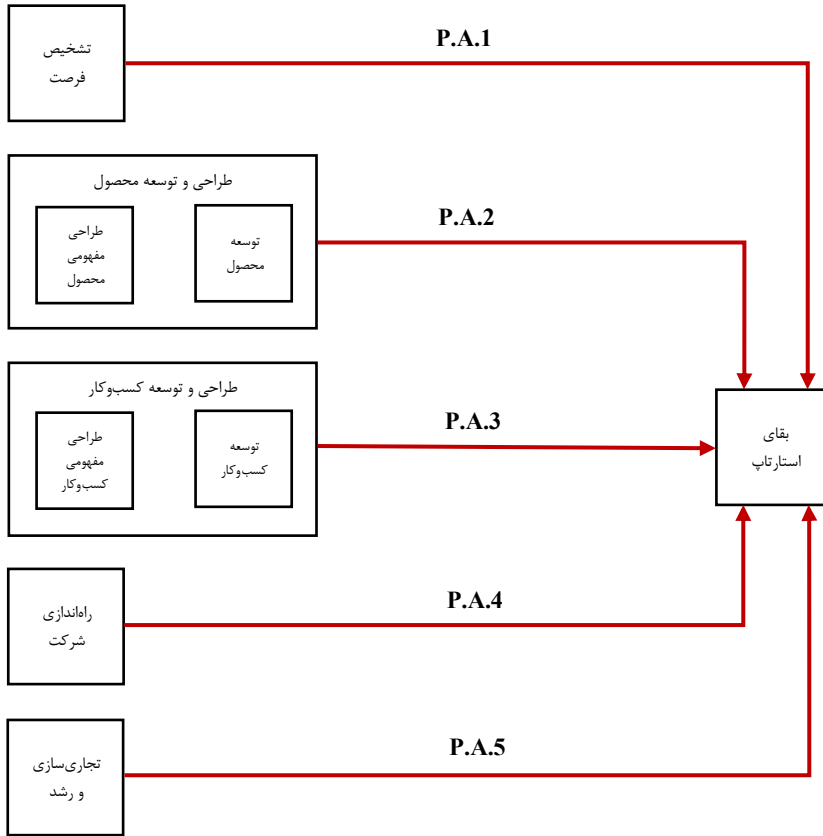 تشخیص
فرصت
P.A.1
طراحی و توسعه محصول
توسعه
محصول
طراحی
مفهومی
محصول
P.A.2
طراحی و توسعه کسب‌وکار
توسعه
کسب‌وکار
طراحی
مفهومی
کسب‌وکار
P.A.3
بقای
استارتاپ
راه‌اندازی
شرکت
P.A.4
تجاری‌سازی
و رشد
P.A.5